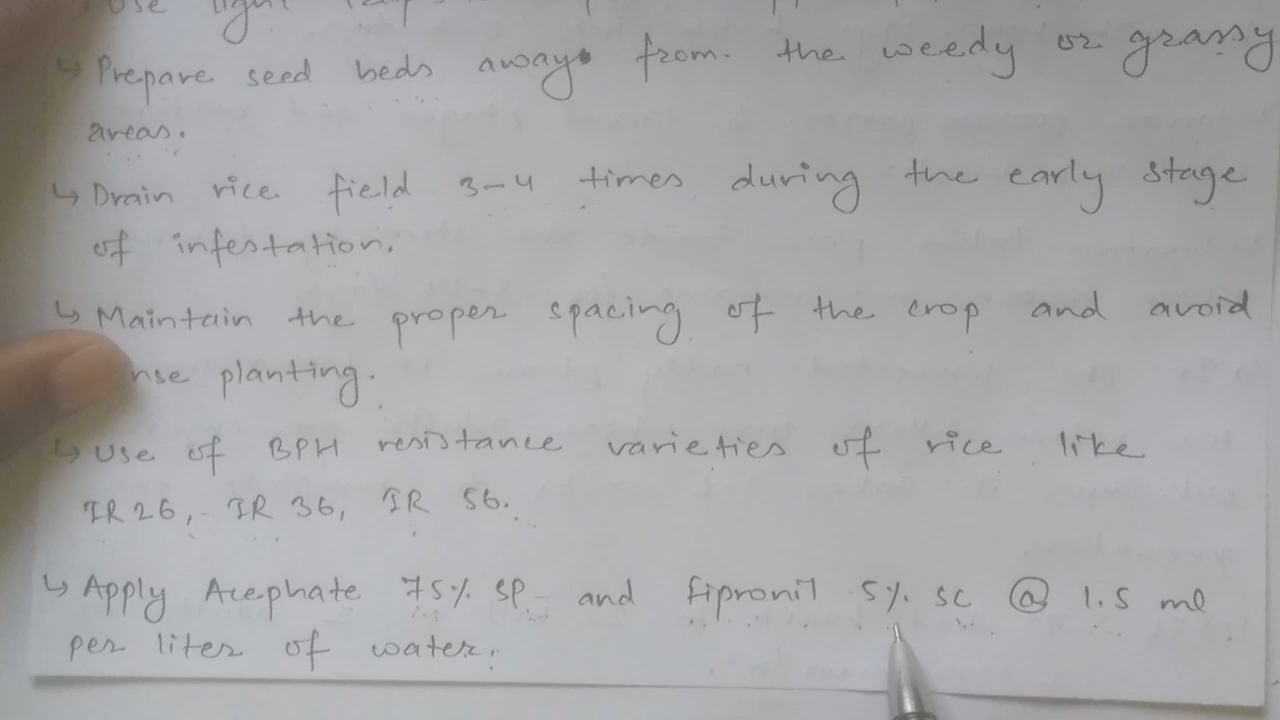 Use light
↳ Prepare seed beds away from the weedy or grassy
areas.
↳ Drain rice field 3-4 times during the early stage
of infestation.
↳ Maintain the proper spacing of the crop and avoid
nse planting.
↳ Use of BPH resistance varieties of rice like
IR 26, IR 36, IR 56.
↳ Apply Acephate 75% SP and fipronil 5% SC @ 1.5 ml
per liter of water.